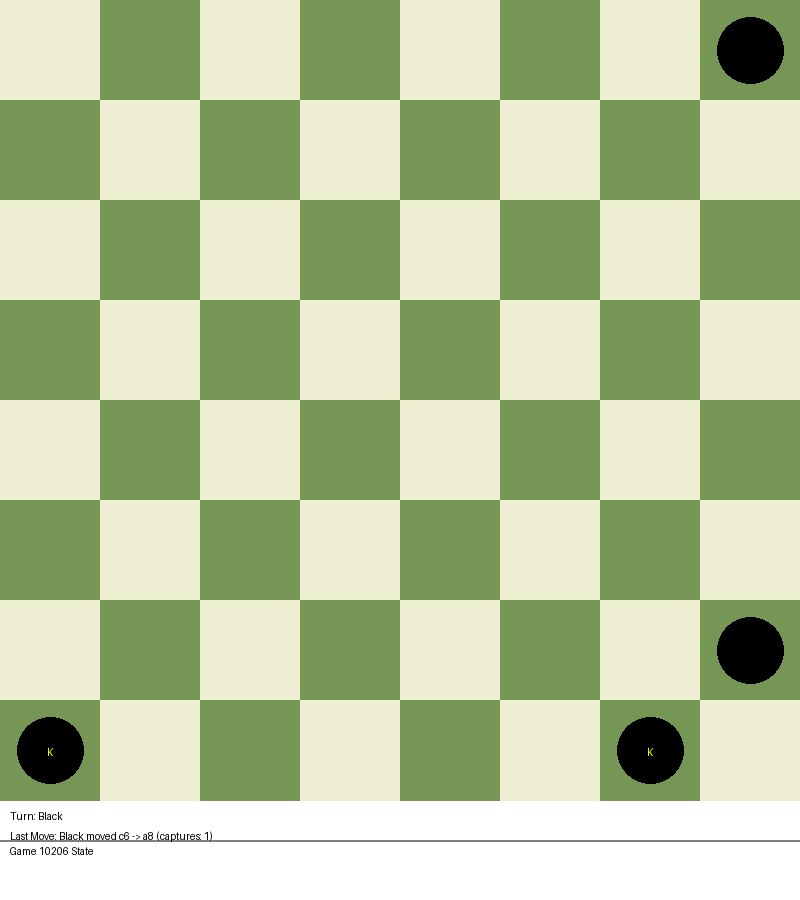 K
K
Turn: Black
Last Move: Black moved c6 -> a8 (captures: 1)
Game 10206 State